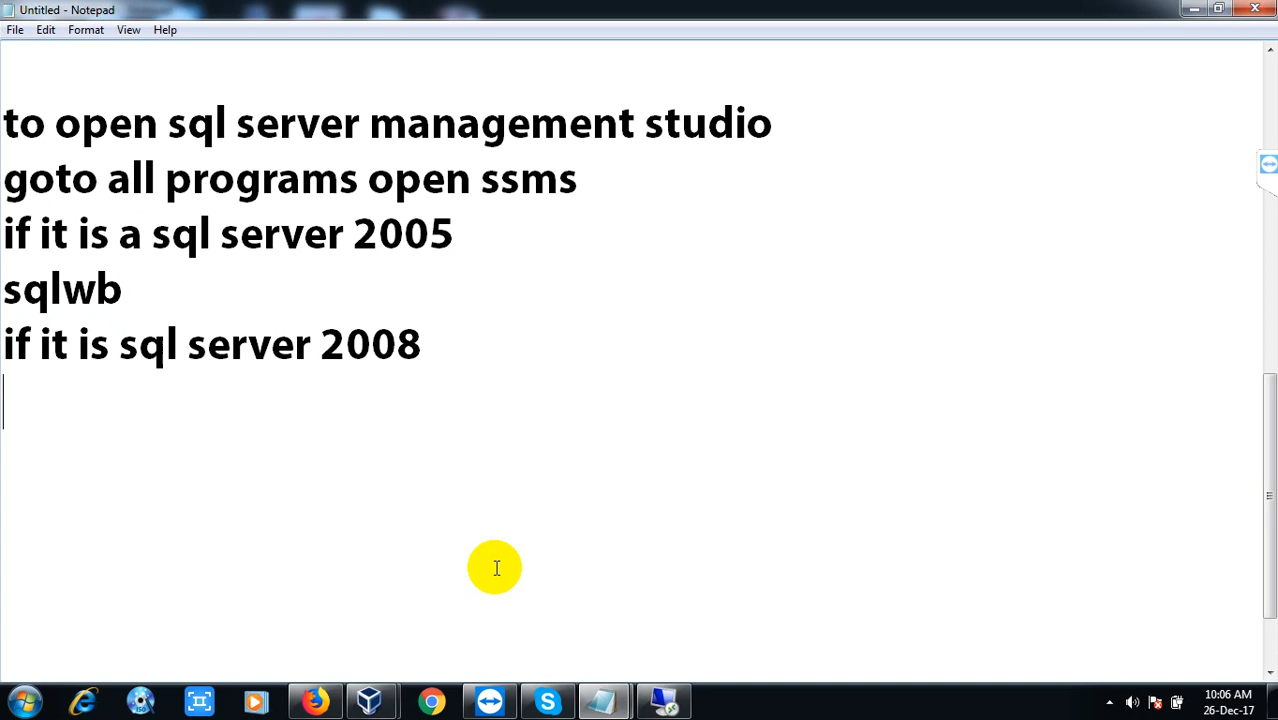 Untitled - Notepad
File Edit Format View Help
to open sql server management studio
goto all programs open ssms
if it is a sql server 2005
sqlwb
if it is sql server 2008
10:06 AM
26-Dec-17